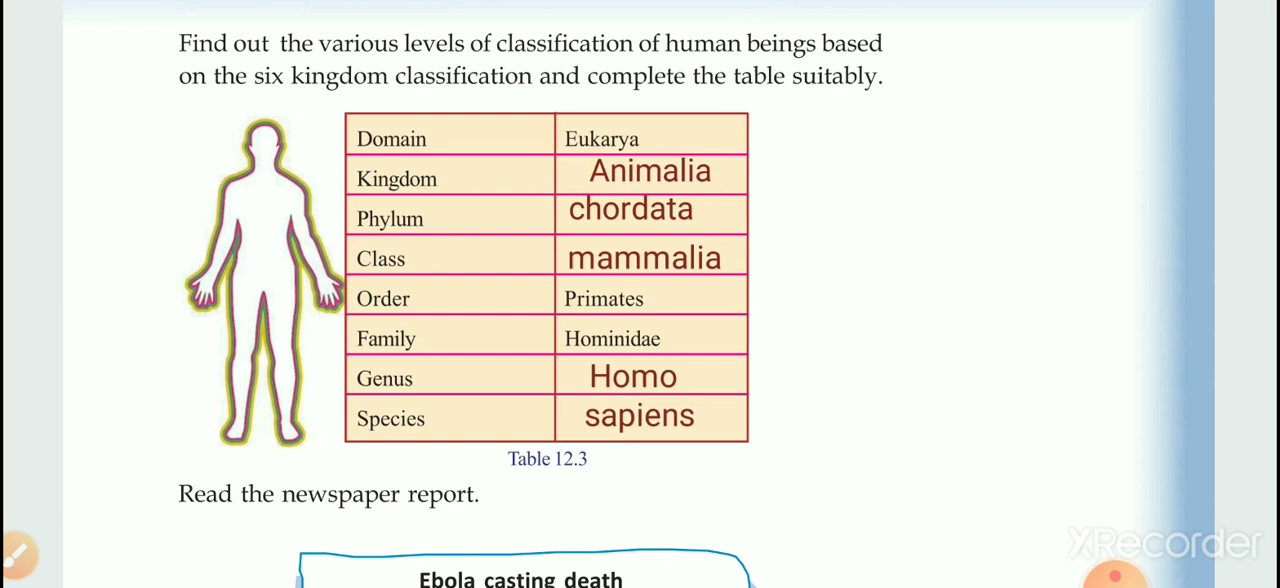 Find out the various levels of classification of human beings based
on the six kingdom classification and complete the table suitably.
Domain Eukarya
Kingdom Animalia
Phylum chordata
Class mammalia
Order Primates
Family Hominidae
Genus Homo
Species sapiens
Table 12.3
Read the newspaper report.
XRecorder
Ebola casting death